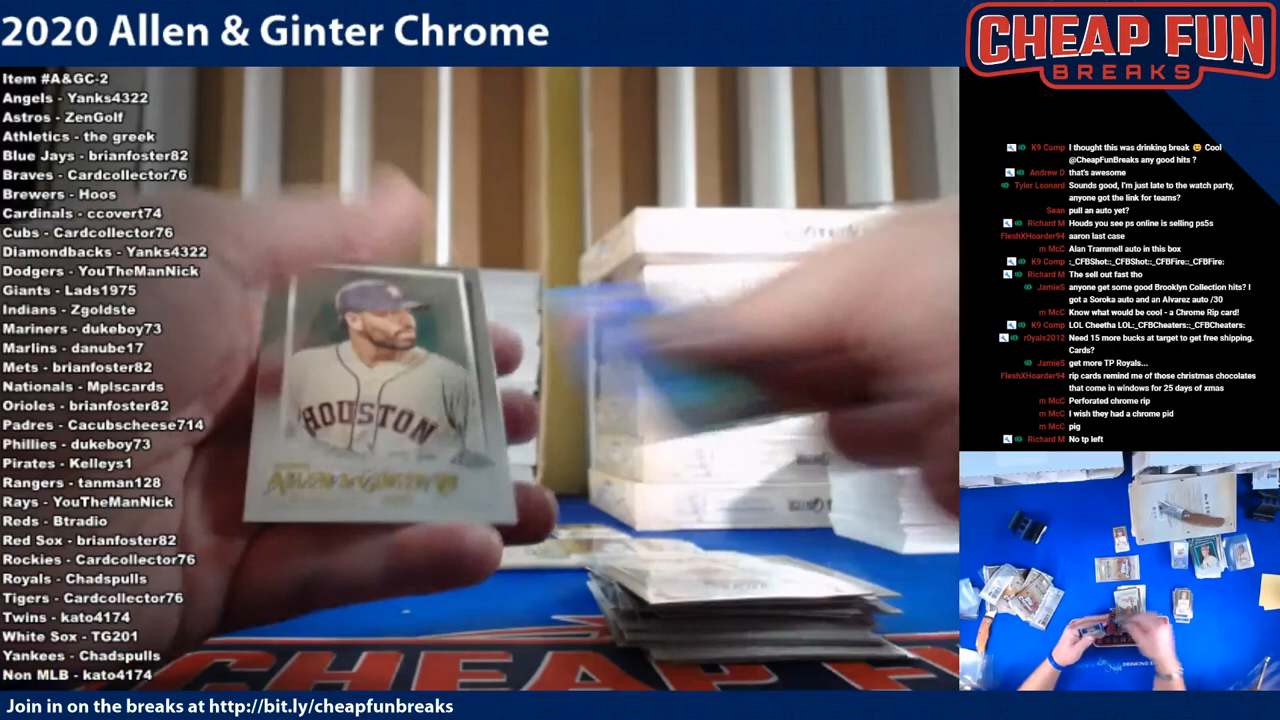 2020 Allen & Ginter Chrome
CHEAP FUN
BREAKS
Item #A&GC-2
Angels - Yanks4322
Astros - ZenGolf
Athletics - the greek
Blue Jays - brianfoster82
Braves - Cardcollector76
Brewers - Hoos
Cardinals - ccovert74
Cubs - Cardcollector76
Diamondbacks - Yanks4322
Dodgers - YouTheManNick
Giants - Lads1975
Indians - Zgoldste
Mariners - dukeboy73
Marlins - danube17
Mets - brianfoster82
Nationals - Mplscards
Orioles - brianfoster82
Padres - Cacubscheese714
Phillies - dukeboy73
Pirates - Kelleys1
Rangers - tanman128
Rays - YouTheManNick
Reds - Btradio
Red Sox - brianfoster82
Rockies - Cardcollector76
Royals - Chadspulls
Tigers - Cardcollector76
Twins - kato4174
White Sox - TG201
Yankees - Chadspulls
Non MLB - kato4174
HOUSTON
ALLEN & GINTER'S
CHEAP FUN
K9 Comp I thought this was drinking break 🙂 Cool
@CheapFunBreaks any good hits ?
Andrew D that's awesome
Tyler Leonard Sounds good, I'm just late to the watch party,
anyone got the link for teams?
Sean pull an auto yet?
Richard M Houds you see ps online is selling ps5s
FleshXHoarder94 aaron last case
m McC Alan Trammell auto in this box
K9 Comp :_CFBShot::_CFBShot::_CFBFire::_CFBFire:
Richard M The sell out fast tho
JamieS anyone get some good Brooklyn Collection hits? I
got a Soroka auto and an Alvarez auto /30
m McC Know what would be cool - a Chrome Rip card!
K9 Comp LOL Cheetha LOL:_CFBCheaters::_CFBCheaters:
r0yals2012 Need 15 more bucks at target to get free shipping.
Cards?
JamieS get more TP Royals...
FleshXHoarder94 rip cards remind me of those christmas chocolates
that come in windows for 25 days of xmas
m McC Perforated chrome rip
m McC I wish they had a chrome pid
m McC pig
Richard M No tp left
Join in on the breaks at http://bit.ly/cheapfunbreaks